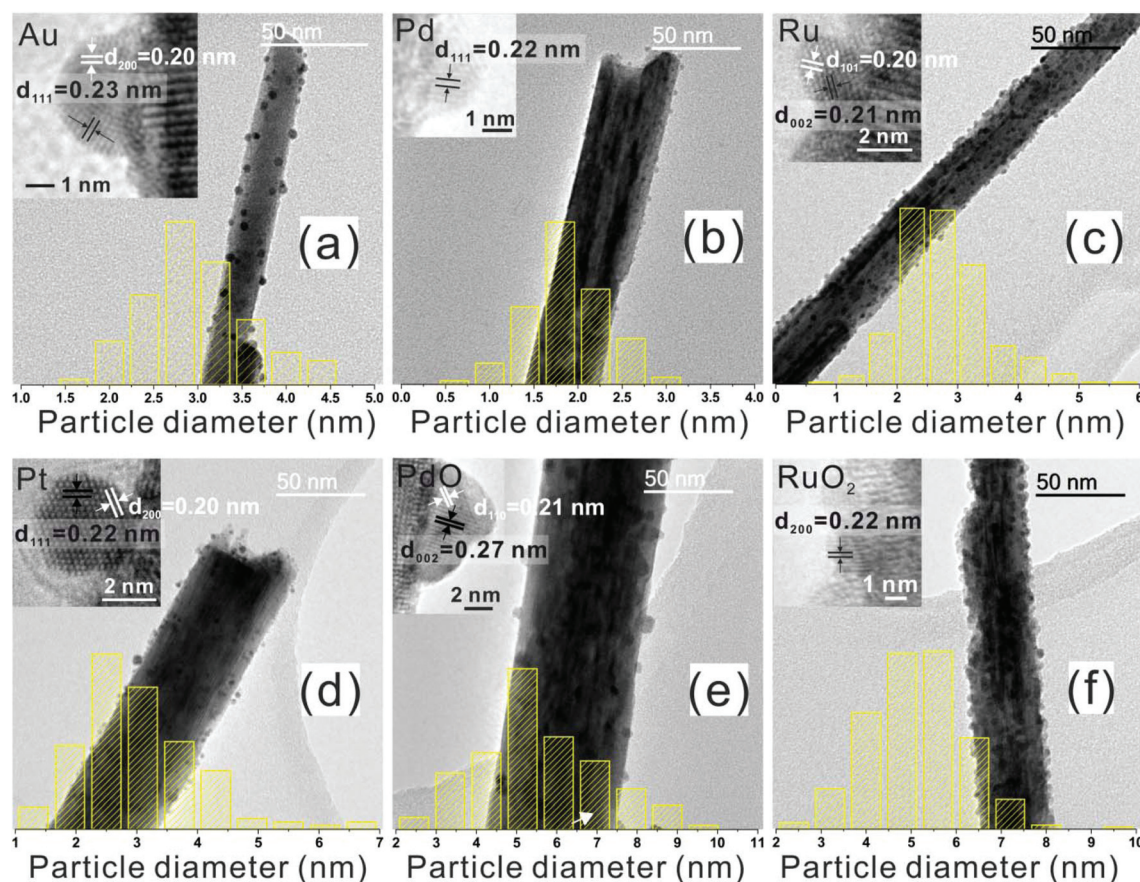 Au
d200=0.20 nm
d111=0.23 nm
1 nm
50 nm
(a)
1.0 1.5 2.0 2.5 3.0 3.5 4.0 4.5 5.0
Particle diameter (nm)
Pd
d111=0.22 nm
1 nm
50 nm
(b)
0.0 0.5 1.0 1.5 2.0 2.5 3.0 3.5 4.0
Particle diameter (nm)
Ru
d101=0.20 nm
d002=0.21 nm
2 nm
50 nm
(c)
0 1 2 3 4 5 6
Particle diameter (nm)
Pt
d200=0.20 nm
d111=0.22 nm
2 nm
50 nm
(d)
1 2 3 4 5 6 7
Particle diameter (nm)
PdO
d110=0.21 nm
d002=0.27 nm
2 nm
50 nm
(e)
2 3 4 5 6 7 8 9 10 11
Particle diameter (nm)
RuO2
d200=0.22 nm
1 nm
50 nm
(f)
2 3 4 5 6 7 8 9 10
Particle diameter (nm)